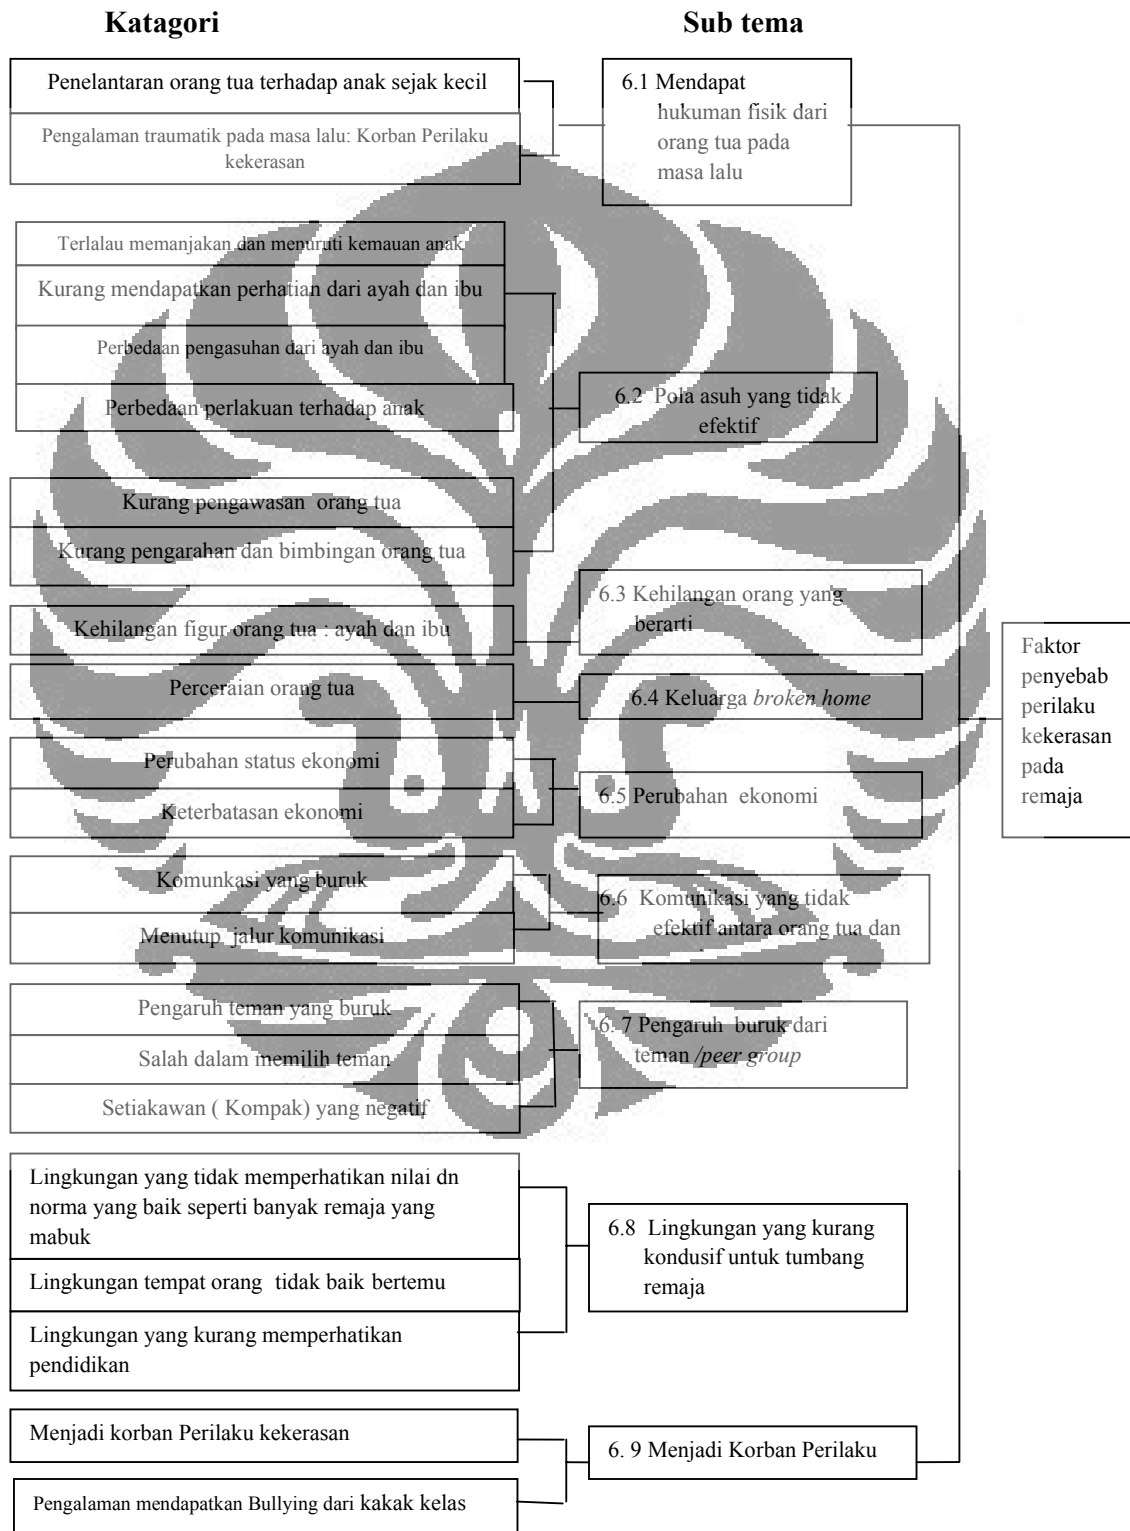 Katagori
Sub tema
Penelantaran orang tua terhadap anak sejak kecil
Pengalaman traumatik pada masa lalu: Korban Perilaku
kekerasan
6.1 Mendapat
hukuman fisik dari
orang tua pada
masa lalu
Terlalau memanjakan dan menuruti kemauan anak
Kurang mendapatkan perhatian dari ayah dan ibu
Perbedaan pengasuhan dari ayah dan ibu
Perbedaan perlakuan terhadap anak
Kurang pengawasan orang tua
Kurang pengarahan dan bimbingan orang tua
6.2 Pola asuh yang tidak
efektif
Kehilangan figur orang tua : ayah dan ibu
6.3 Kehilangan orang yang
berarti
Perceraian orang tua
6.4 Keluarga broken home
Perubahan status ekonomi
Keterbatasan ekonomi
6.5 Perubahan ekonomi
Komunkasi yang buruk
Menutup jalur komunikasi
6.6 Komunikasi yang tidak
efektif antara orang tua dan
Pengaruh teman yang buruk
Salah dalam memilih teman
Setiakawan ( Kompak) yang negatif
6. 7 Pengaruh buruk dari
teman /peer group
Lingkungan yang tidak memperhatikan nilai dn
norma yang baik seperti banyak remaja yang
mabuk
Lingkungan tempat orang tidak baik bertemu
Lingkungan yang kurang memperhatikan
pendidikan
6.8 Lingkungan yang kurang
kondusif untuk tumbang
remaja
Menjadi korban Perilaku kekerasan
Pengalaman mendapatkan Bullying dari kakak kelas
6. 9 Menjadi Korban Perilaku
Faktor
penyebab
perilaku
kekerasan
pada
remaja